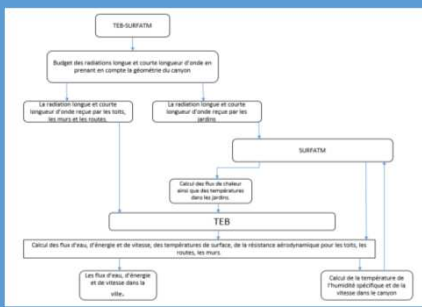 TEB-SURFATM
Budget des radiations longue et courte longueur d'onde en
prenant en compte la géométrie du canyon
La radiation longue et courte
longueur d'onde reçue par les toits,
les murs et les routes.
La radiation longue et courte
longueur d'onde reçue par les
jardins
SURFATM
Calcul des flux de chaleur
ainsi que des températures
dans les jardins.
TEB
Calcul des flux d'eau, d'énergie et de vitesse, des températures de surface, de la résistance aérodynamique pour les toits, les
routes, les murs.
Les flux d'eau, d'énergie
et de vitesse dans la
ville.
Calcul de la température de
l'humidité spécifique et de la
vitesse dans le canyon